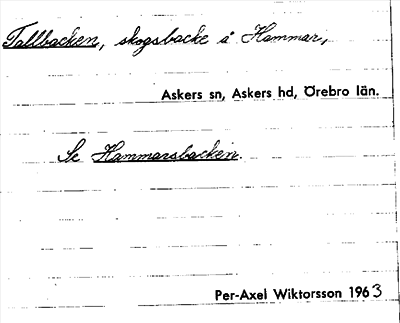 Tallbacken, skogsbacke å Hammar,
Askers sn, Askers hd, Örebro län.
Se Hammarsbacken.
Per-Axel Wiktorsson 1963